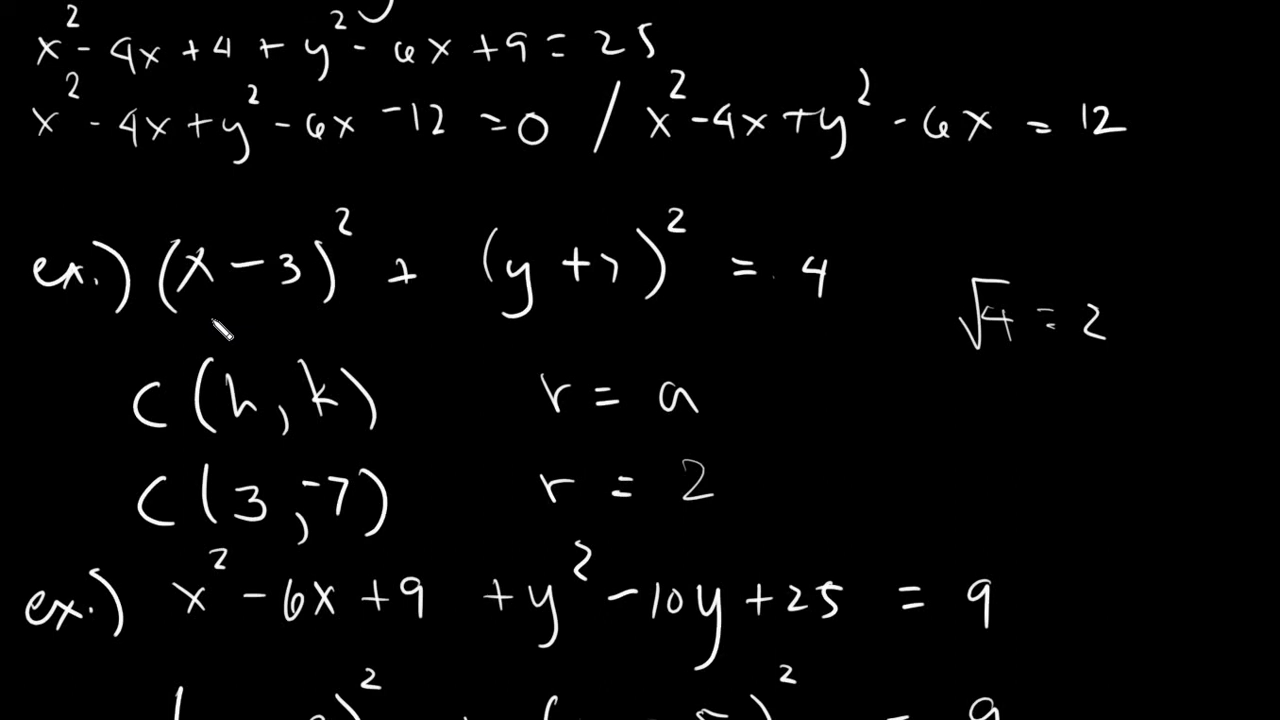 x² - 4x + 4 + y² - 6x + 9 = 25
x² - 4x + y² - 6x - 12 = 0 / x² - 4x + y² - 6x = 12
ex.) (x - 3)² + (y + 7)² = 4
√4 = 2
C(h, k) r = a
C(3, -7) r = 2
ex.) x² - 6x + 9 + y² - 10y + 25 = 9